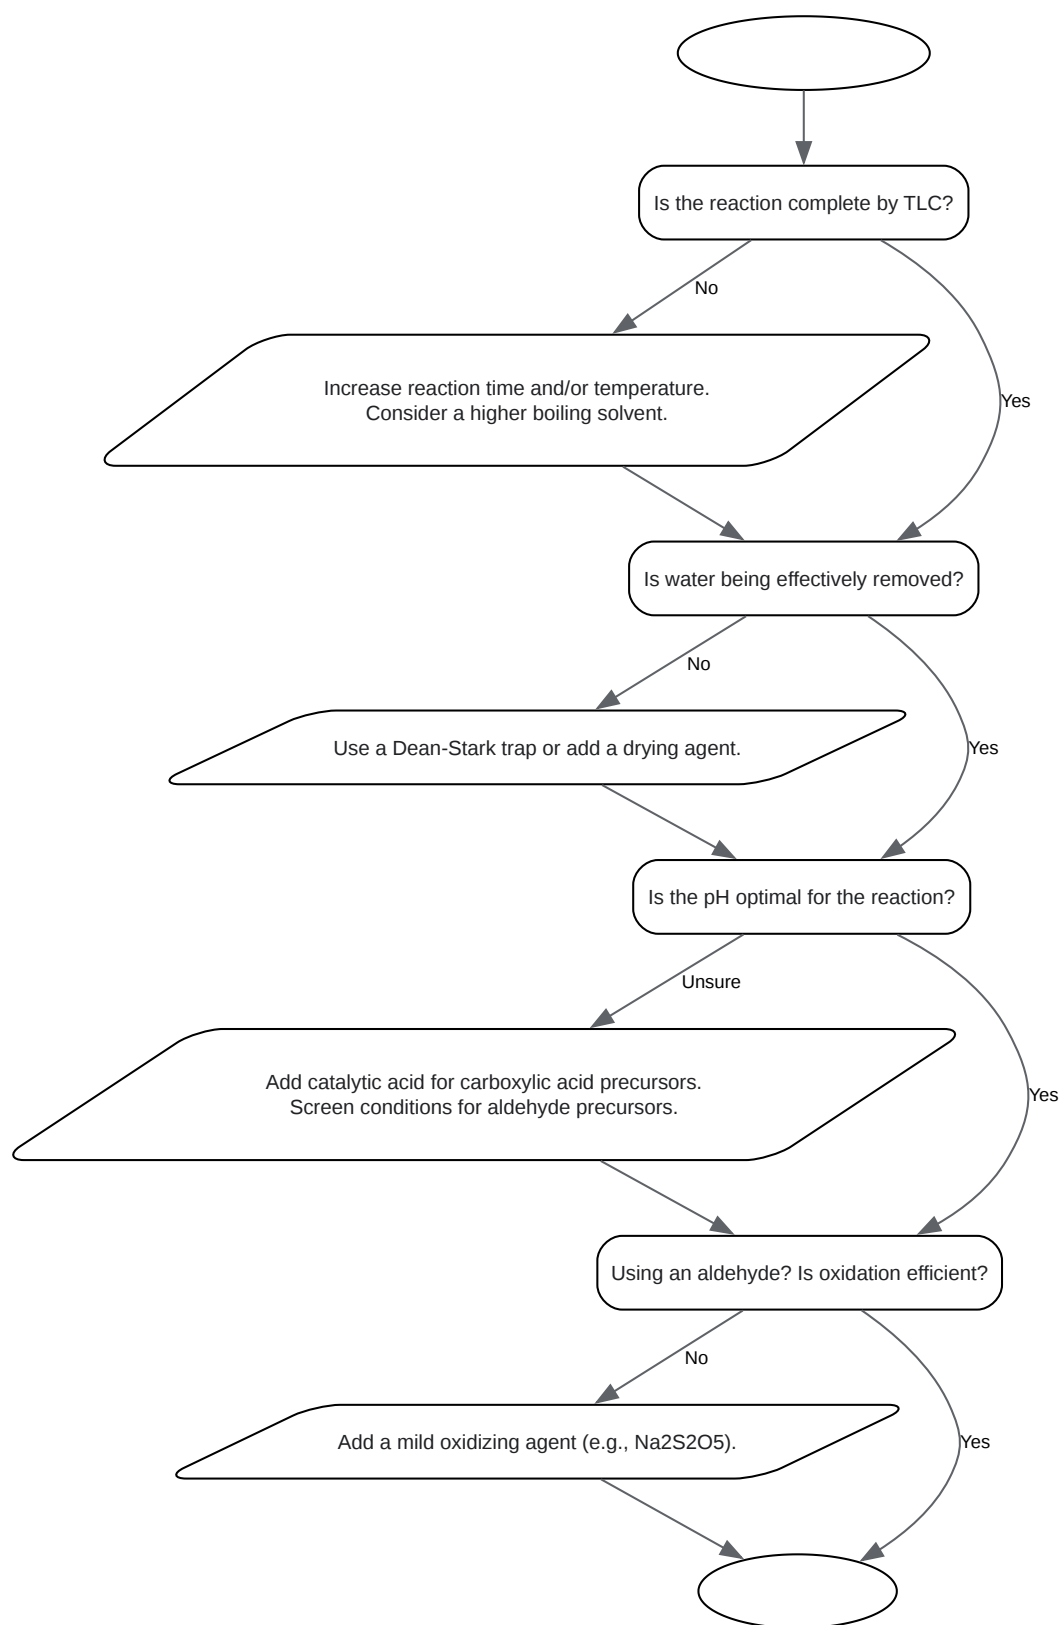 Is the reaction complete by TLC?
No
Increase reaction time and/or temperature.
Consider a higher boiling solvent.
Yes
Is water being effectively removed?
No
Use a Dean-Stark trap or add a drying agent.
Yes
Is the pH optimal for the reaction?
Unsure
Add catalytic acid for carboxylic acid precursors.
Screen conditions for aldehyde precursors.
Yes
Using an aldehyde? Is oxidation efficient?
No
Add a mild oxidizing agent (e.g., Na2S2O5).
Yes